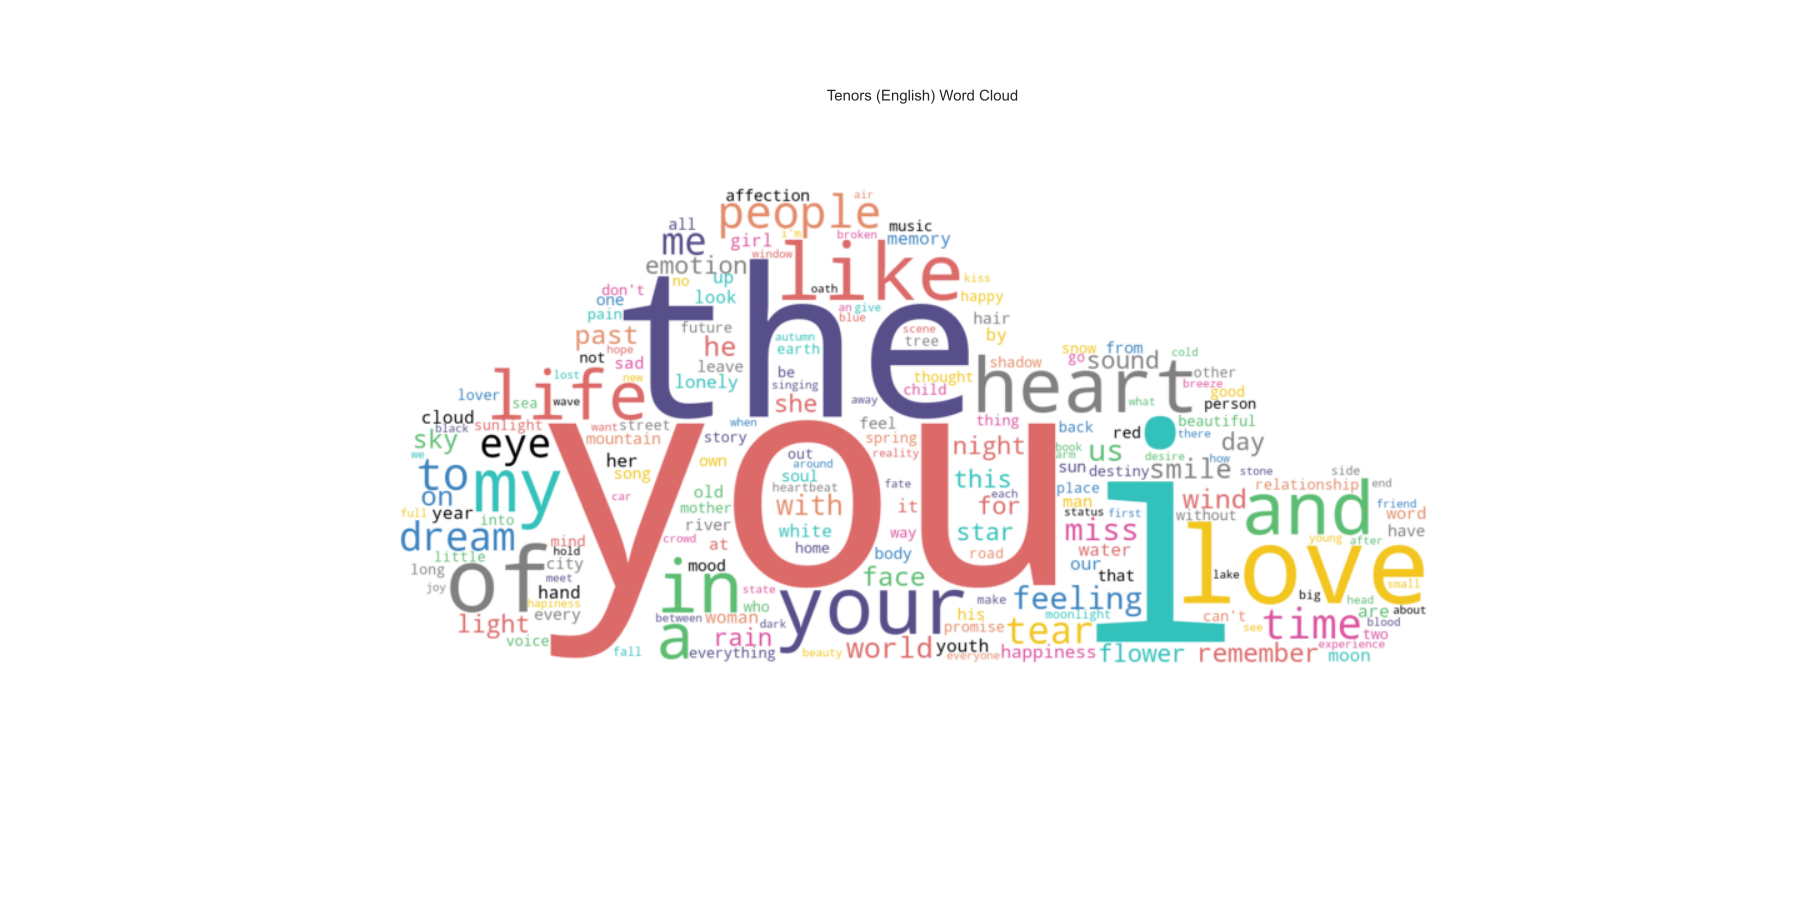 Tenors (English) Word Cloud
affection
air
people
all
music
me
girl
i'm
broken
memory
window
like
emotion
no
up
kiss
the
don't
oath
one
look
happy
an
give
pain
blue
hair
past
future
autumn
scene
by
he
earth
tree
snow
from
hope
not
sad
leave
shadow
go
sound
cold
lost
new
lonely
be
thought
heart
other
life
singing
child
breeze
lover
sea
wave
she
away
what
good
person
cloud
sunlight
want
street
when
feel
thing
back
beautiful
black
you
red
there
sky
eye
mountain
story
spring
night
book
us
day
we
her
own
out
reality
arm
desire
how
to
my
song
soul
around
sun
destiny
smile
stone
side
heartbeat
fate
this
place
i
relationship
end
on
car
old
with
it
each
for
man
wind
and
friend
full
year
into
mother
status
first
without
word
river
white
way
star
miss
have
dream
mind
crowd
at
home
body
road
water
young
after
little
hold
city
mood
our
love
long
of
meet
in
face
that
lake
joy
hand
state
your
make
feeling
big
head
small
hapiness
who
every
between
woman
dark
his
moonlight
can't
are
about
light
a
rain
promise
tear
see
time
blood
two
voice
fall
everything
beauty
world
youth
everyone
happiness
flower
remember
experience
moon